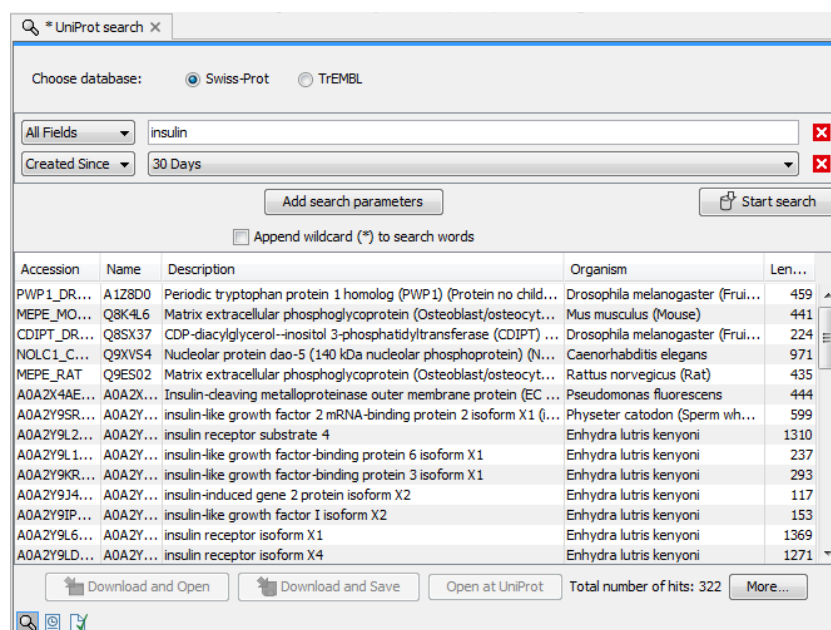 * UniProt search
Choose database: Swiss-Prot TrEMBL
All Fields insulin
Created Since 30 Days
Add search parameters Start search
Append wildcard (*) to search words
Accession Name Description Organism Len...
PWP1_DR... A1Z8D0 Periodic tryptophan protein 1 homolog (PWP1) (Protein no child... Drosophila melanogaster (Frui... 459
MEPE_MO... Q8K4L6 Matrix extracellular phosphoglycoprotein (Osteoblast/osteocyt... Mus musculus (Mouse) 441
CDIPT_DR... Q8SX37 CDP-diacylglycerol--inositol 3-phosphatidyltransferase (CDIPT) ... Drosophila melanogaster (Frui... 224
NOLC1_C... Q9XVS4 Nucleolar protein dao-5 (140 kDa nucleolar phosphoprotein) (N... Caenorhabditis elegans 971
MEPE_RAT Q9ES02 Matrix extracellular phosphoglycoprotein (Osteoblast/osteocyt... Rattus norvegicus (Rat) 435
A0A2X4AE... A0A2X... Insulin-cleaving metalloproteinase outer membrane protein (EC ... Pseudomonas fluorescens 444
A0A2Y9SR... A0A2Y... insulin-like growth factor 2 mRNA-binding protein 2 isoform X1 (i... Physeter catodon (Sperm wh... 599
A0A2Y9L2... A0A2Y... insulin receptor substrate 4 Enhydra lutris kenyoni 1310
A0A2Y9L1... A0A2Y... insulin-like growth factor-binding protein 6 isoform X1 Enhydra lutris kenyoni 237
A0A2Y9KR... A0A2Y... insulin-like growth factor-binding protein 3 isoform X1 Enhydra lutris kenyoni 293
A0A2Y9J4... A0A2Y... insulin-induced gene 2 protein isoform X2 Enhydra lutris kenyoni 117
A0A2Y9IP... A0A2Y... insulin-like growth factor I isoform X2 Enhydra lutris kenyoni 153
A0A2Y9L6... A0A2Y... insulin receptor isoform X1 Enhydra lutris kenyoni 1369
A0A2Y9LD... A0A2Y... insulin receptor isoform X4 Enhydra lutris kenyoni 1271
Download and Open Download and Save Open at UniProt Total number of hits: 322 More...